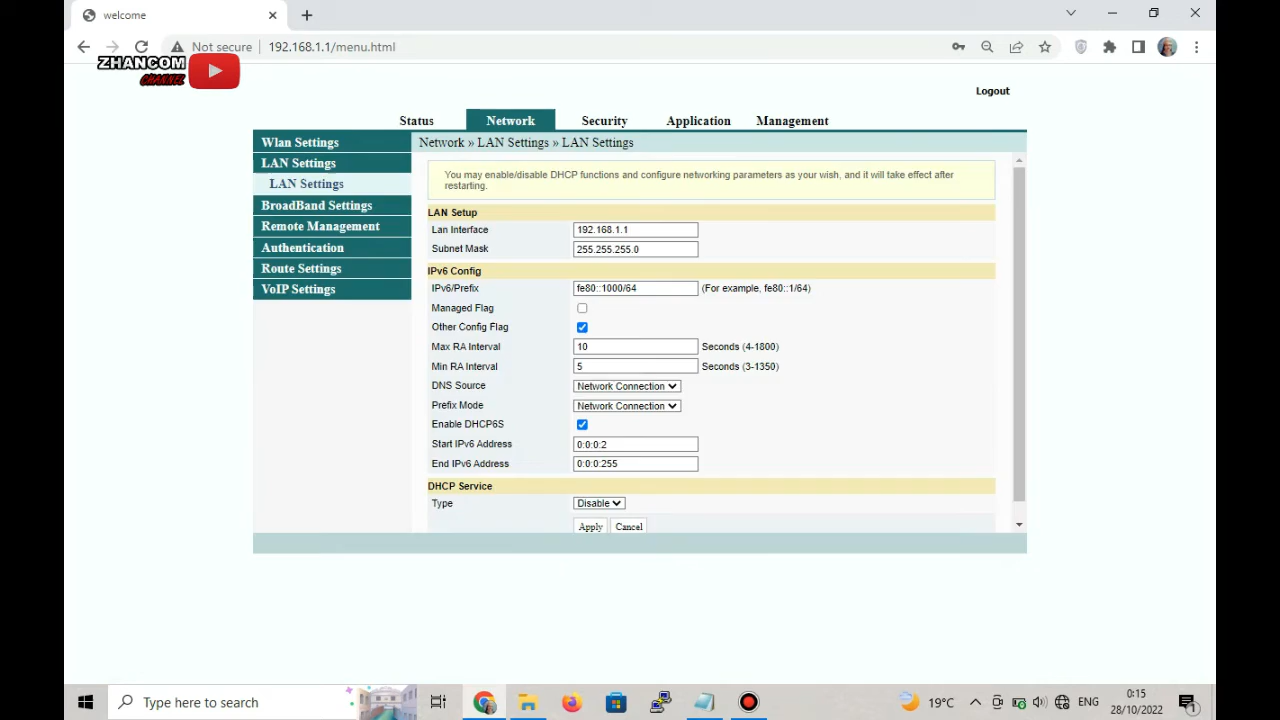 welcome
Not secure 192.168.1.1/menu.html
ZHANCOM
CHANNEL
Logout
Status Network Security Application Management
Wlan Settings
LAN Settings
LAN Settings
BroadBand Settings
Remote Management
Authentication
Route Settings
VoIP Settings
Network » LAN Settings » LAN Settings
You may enable/disable DHCP functions and configure networking parameters as your wish, and it will take effect after
restarting.
LAN Setup
Lan Interface 192.168.1.1
Subnet Mask 255.255.255.0
IPv6 Config
IPv6/Prefix fe80::1000/64 (For example, fe80::1/64)
Managed Flag
Other Config Flag
Max RA Interval 10 Seconds (4-1800)
Min RA Interval 5 Seconds (3-1350)
DNS Source Network Connection
Prefix Mode Network Connection
Enable DHCP6S
Start IPv6 Address 0:0:0:2
End IPv6 Address 0:0:0:255
DHCP Service
Type Disable
Apply Cancel
Type here to search
19°C
ENG
0:15
28/10/2022
1